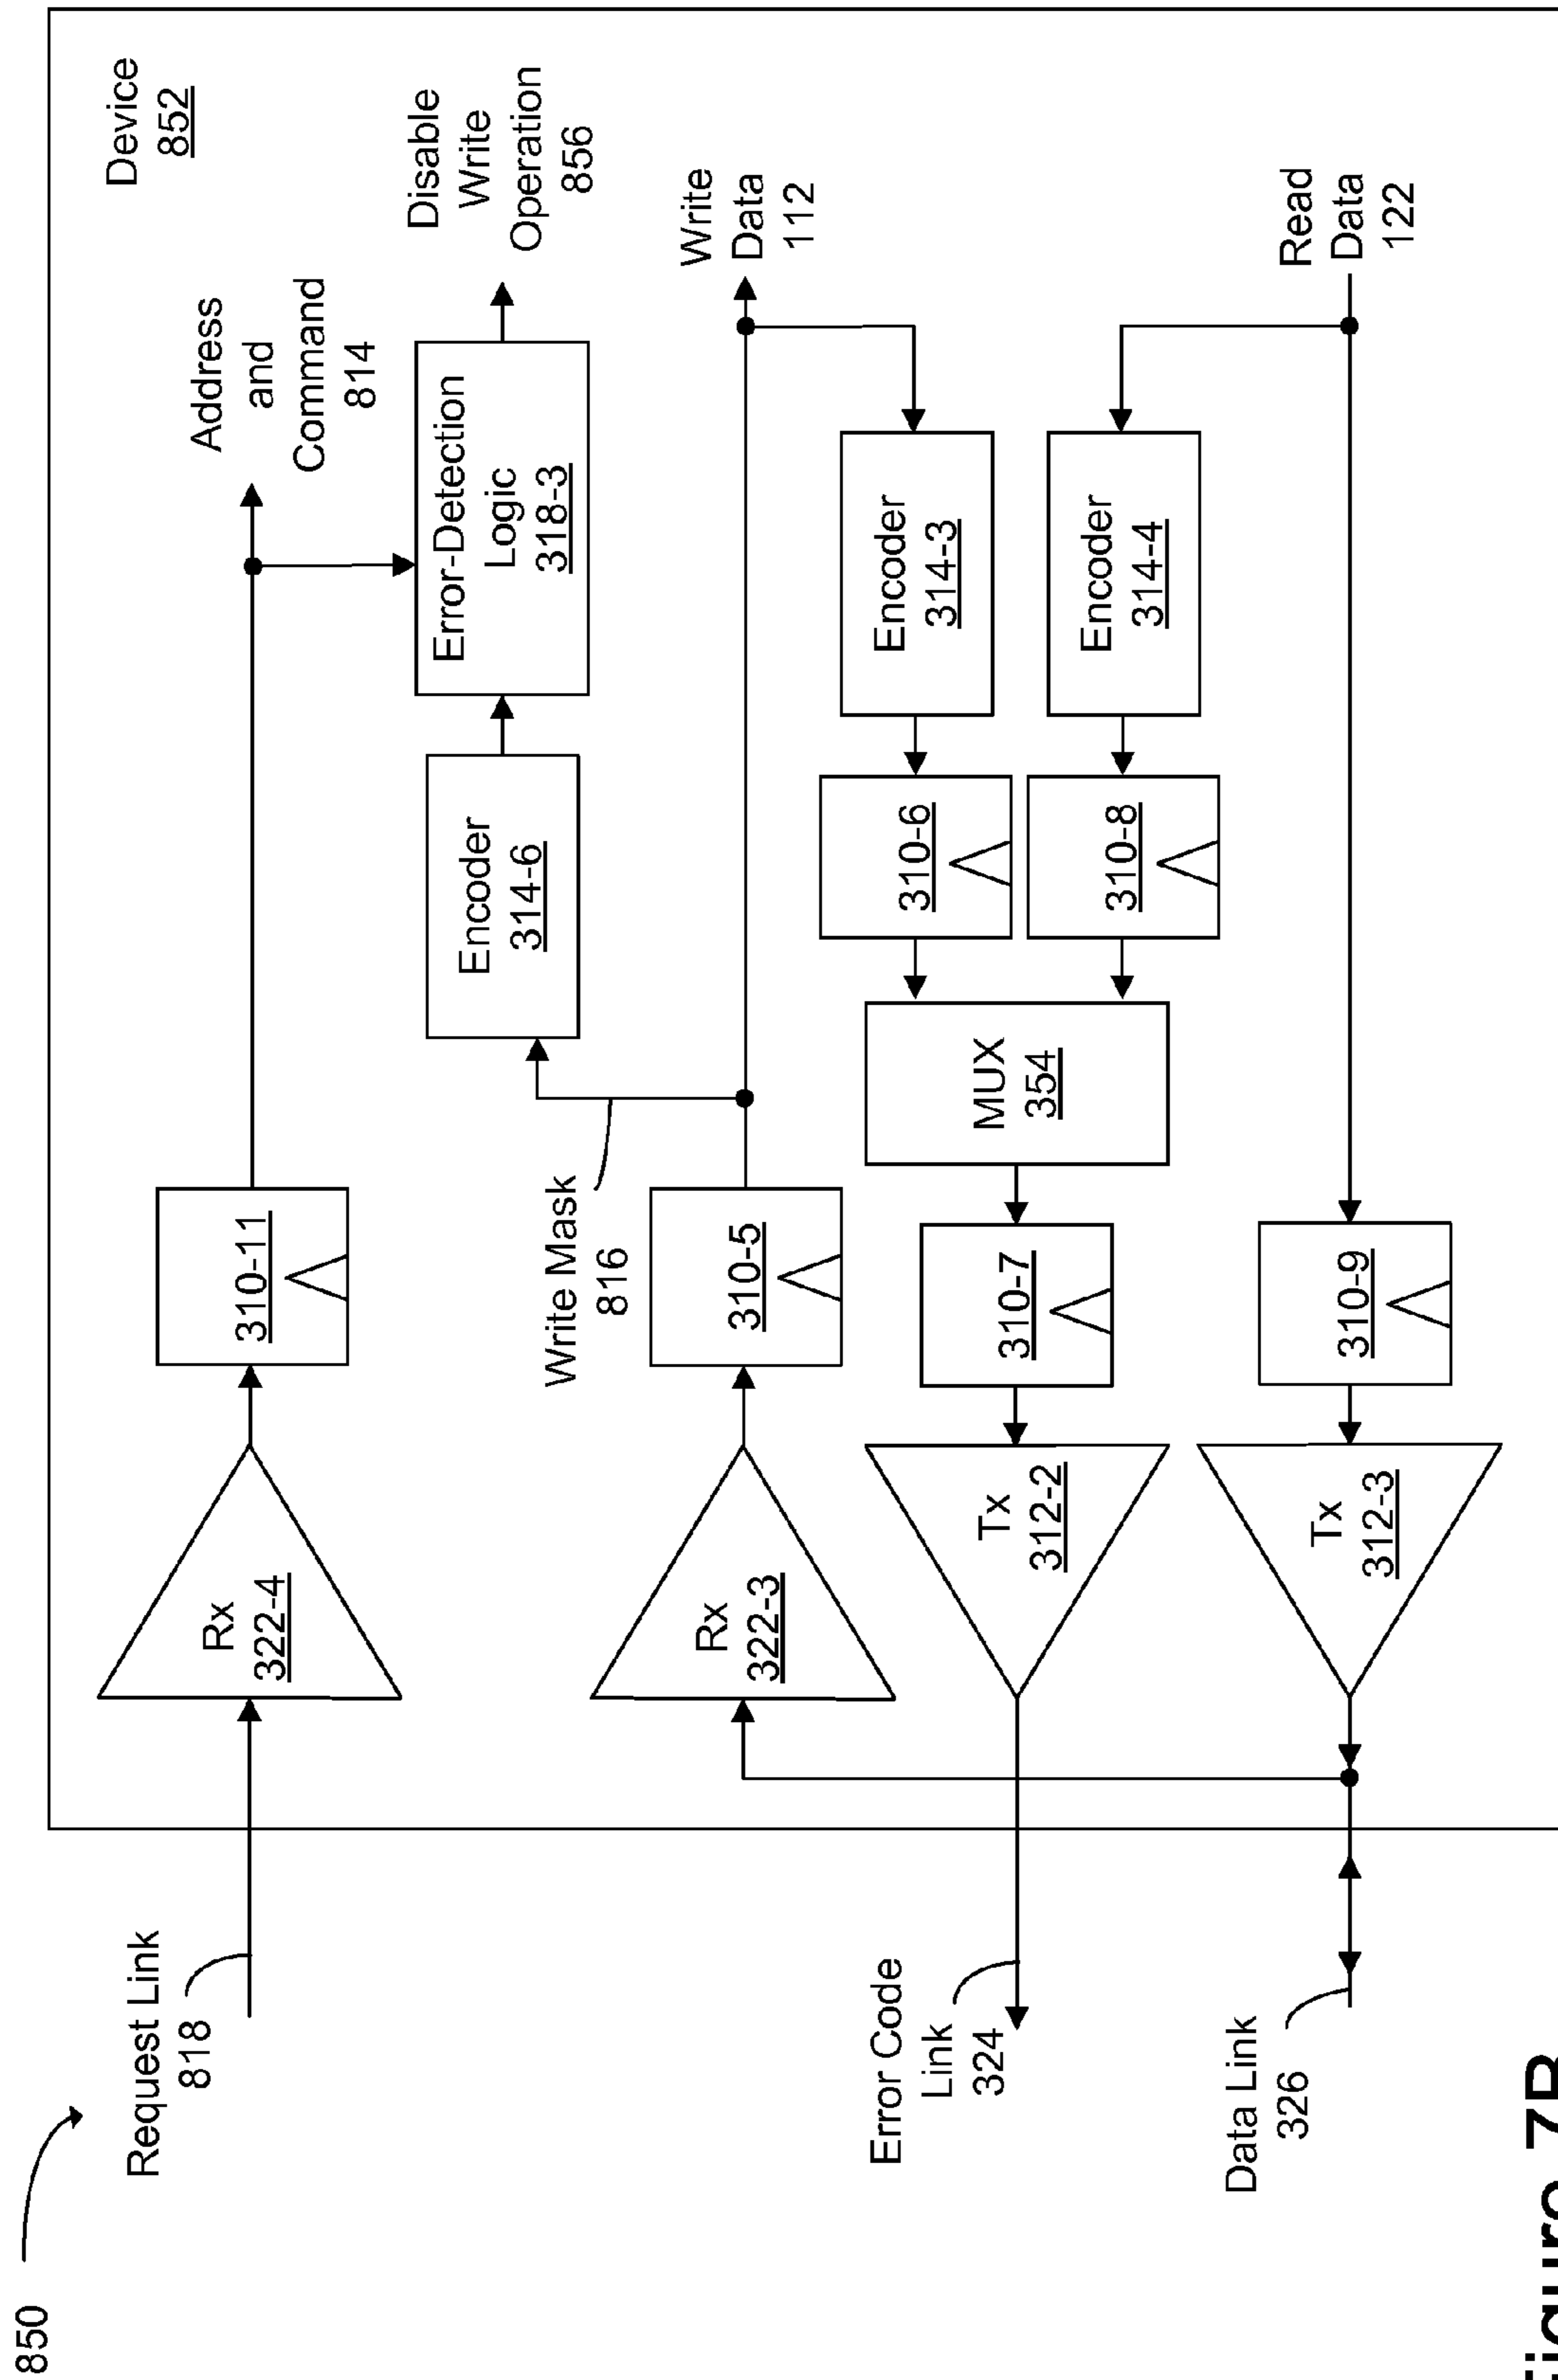 850
Request Link
818
Rx
322-4
310-11
Address
and
Command
814
Device
852
Disable
Write
Operation
856
Error-Detection
Logic
318-3
Encoder
314-6
Write Mask
816
Rx
322-3
310-5
Write
Data
112
Error Code
Link
324
Tx
312-2
310-7
MUX
354
310-6
Encoder
314-3
310-8
Encoder
314-4
Data Link
326
Tx
312-3
310-9
Read
Data
122
Figure 7B